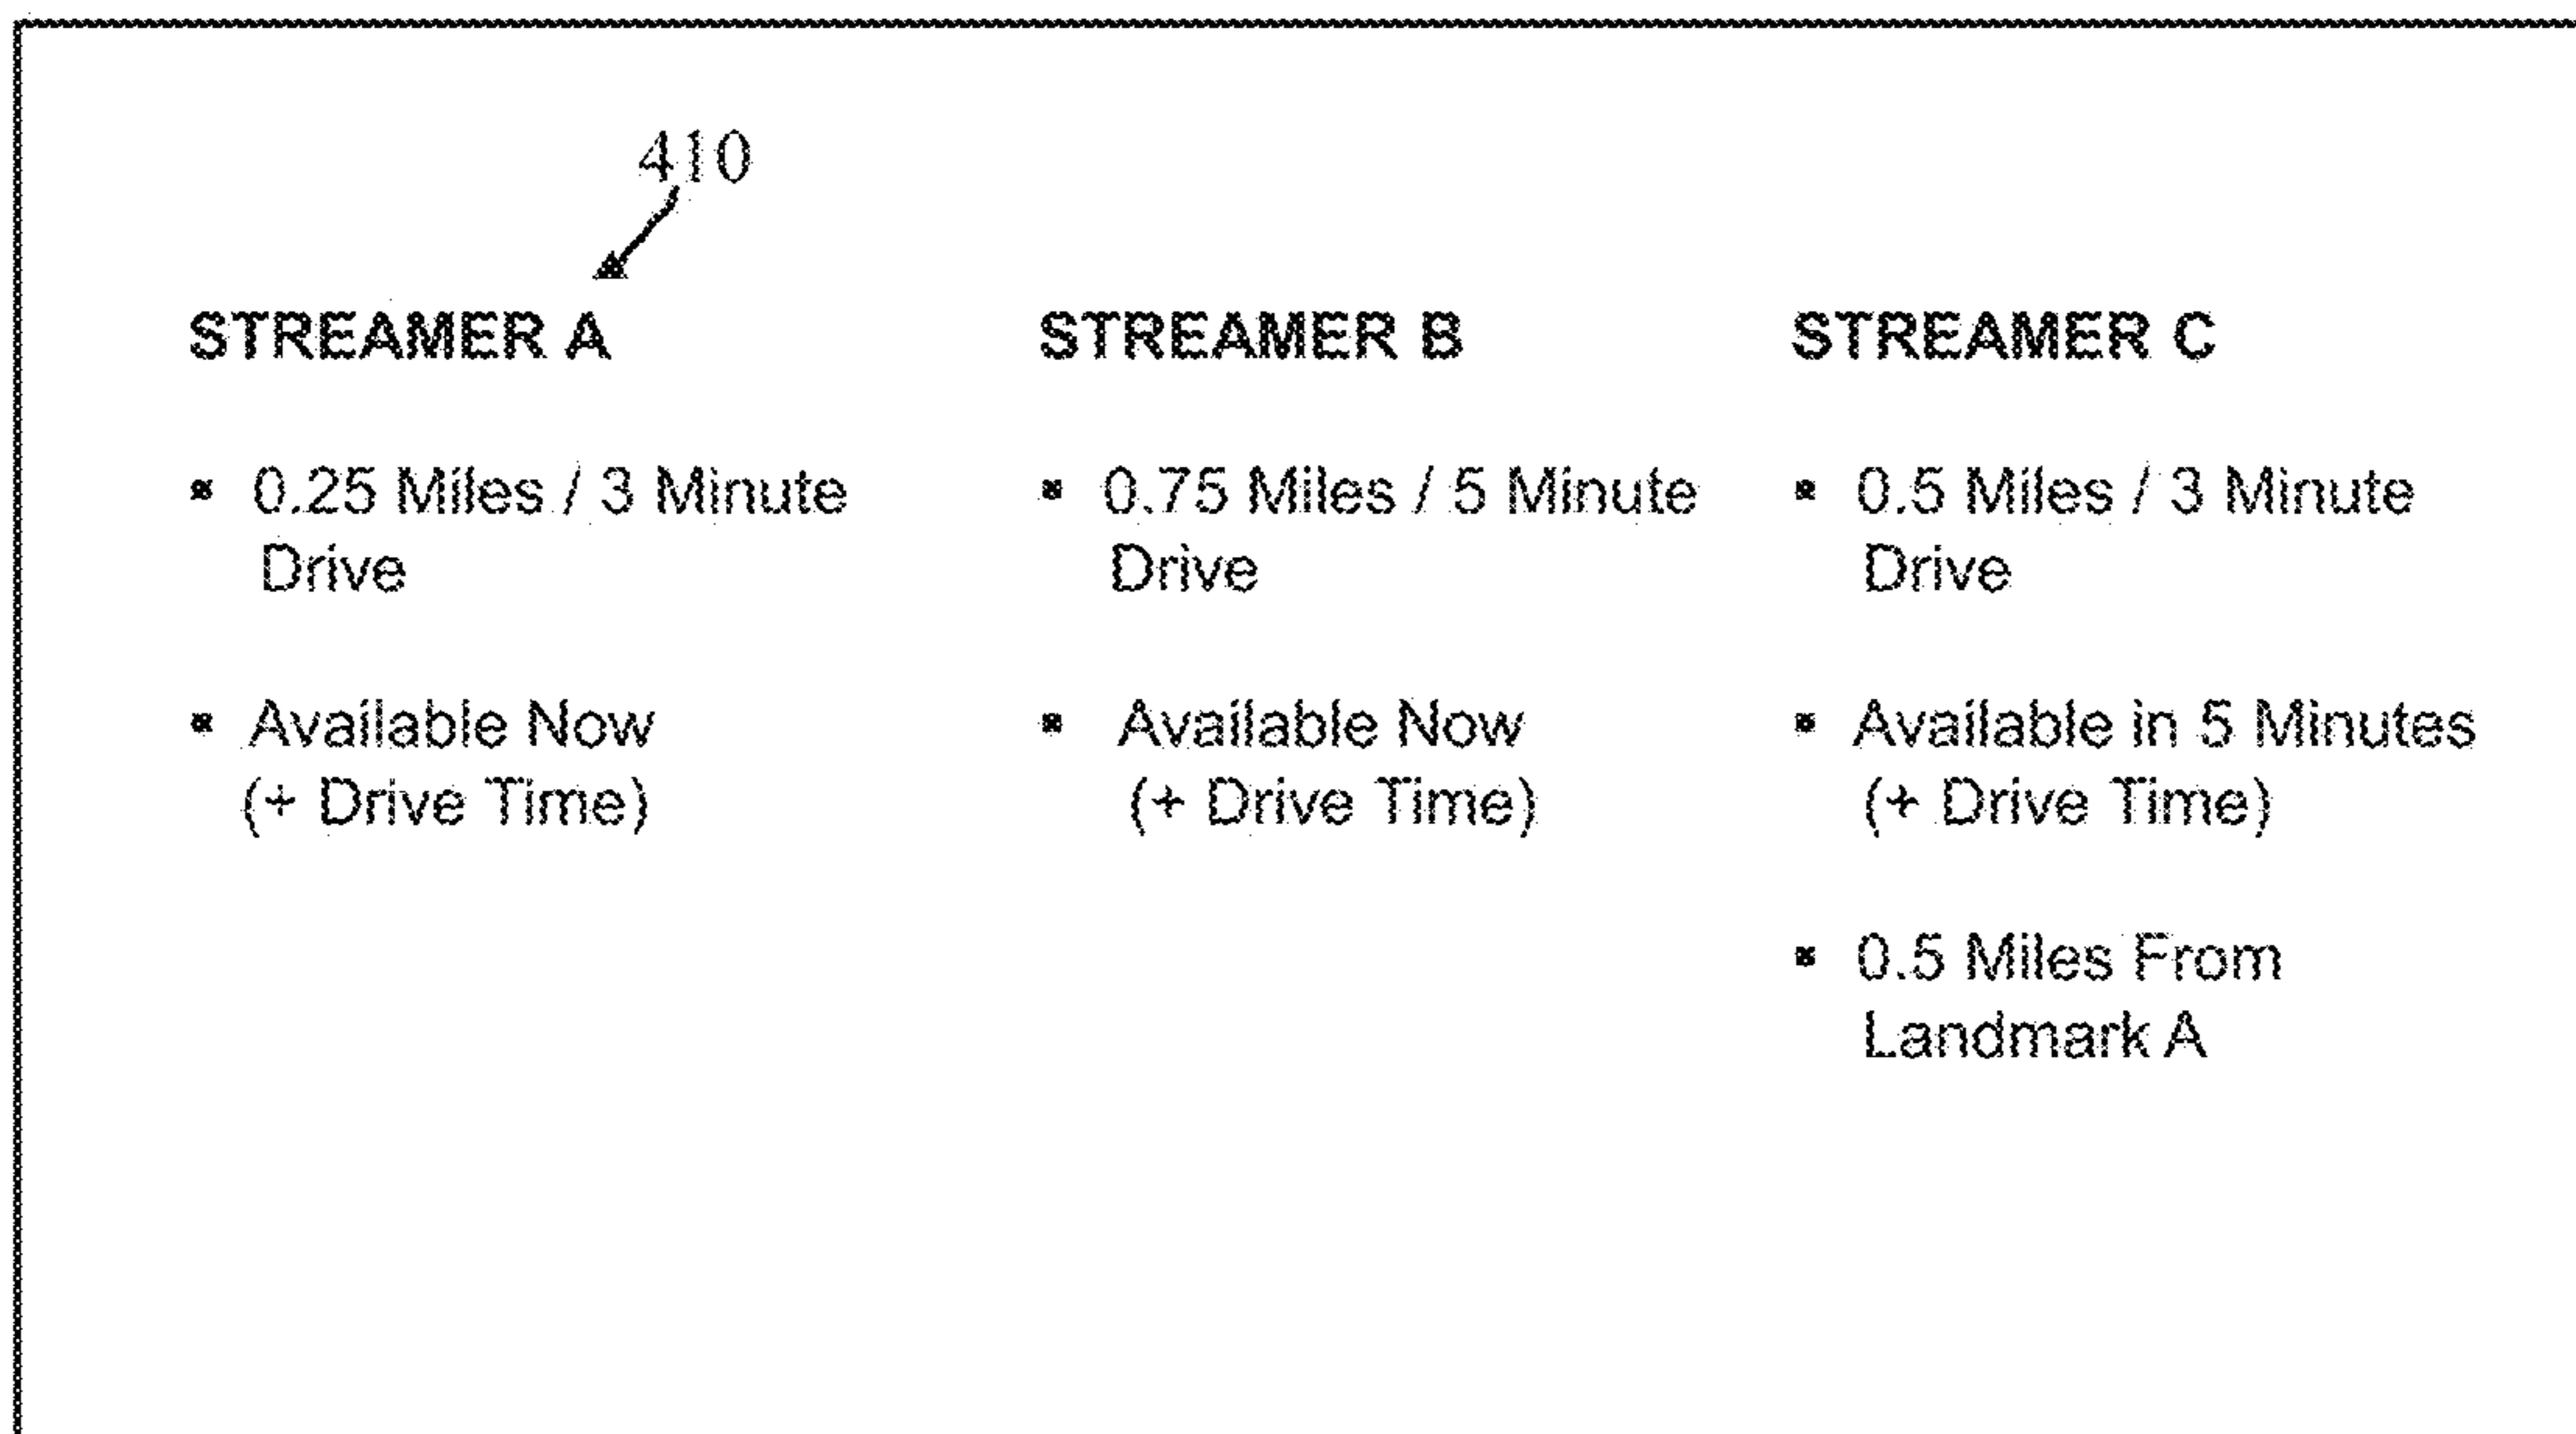 410
STREAMER A
▪ 0.25 Miles / 3 Minute
Drive
▪ Available Now
(+ Drive Time)
STREAMER B
▪ 0.75 Miles / 5 Minute
Drive
▪ Available Now
(+ Drive Time)
STREAMER C
▪ 0.5 Miles / 3 Minute
Drive
▪ Available in 5 Minutes
(+ Drive Time)
▪ 0.5 Miles From
Landmark A